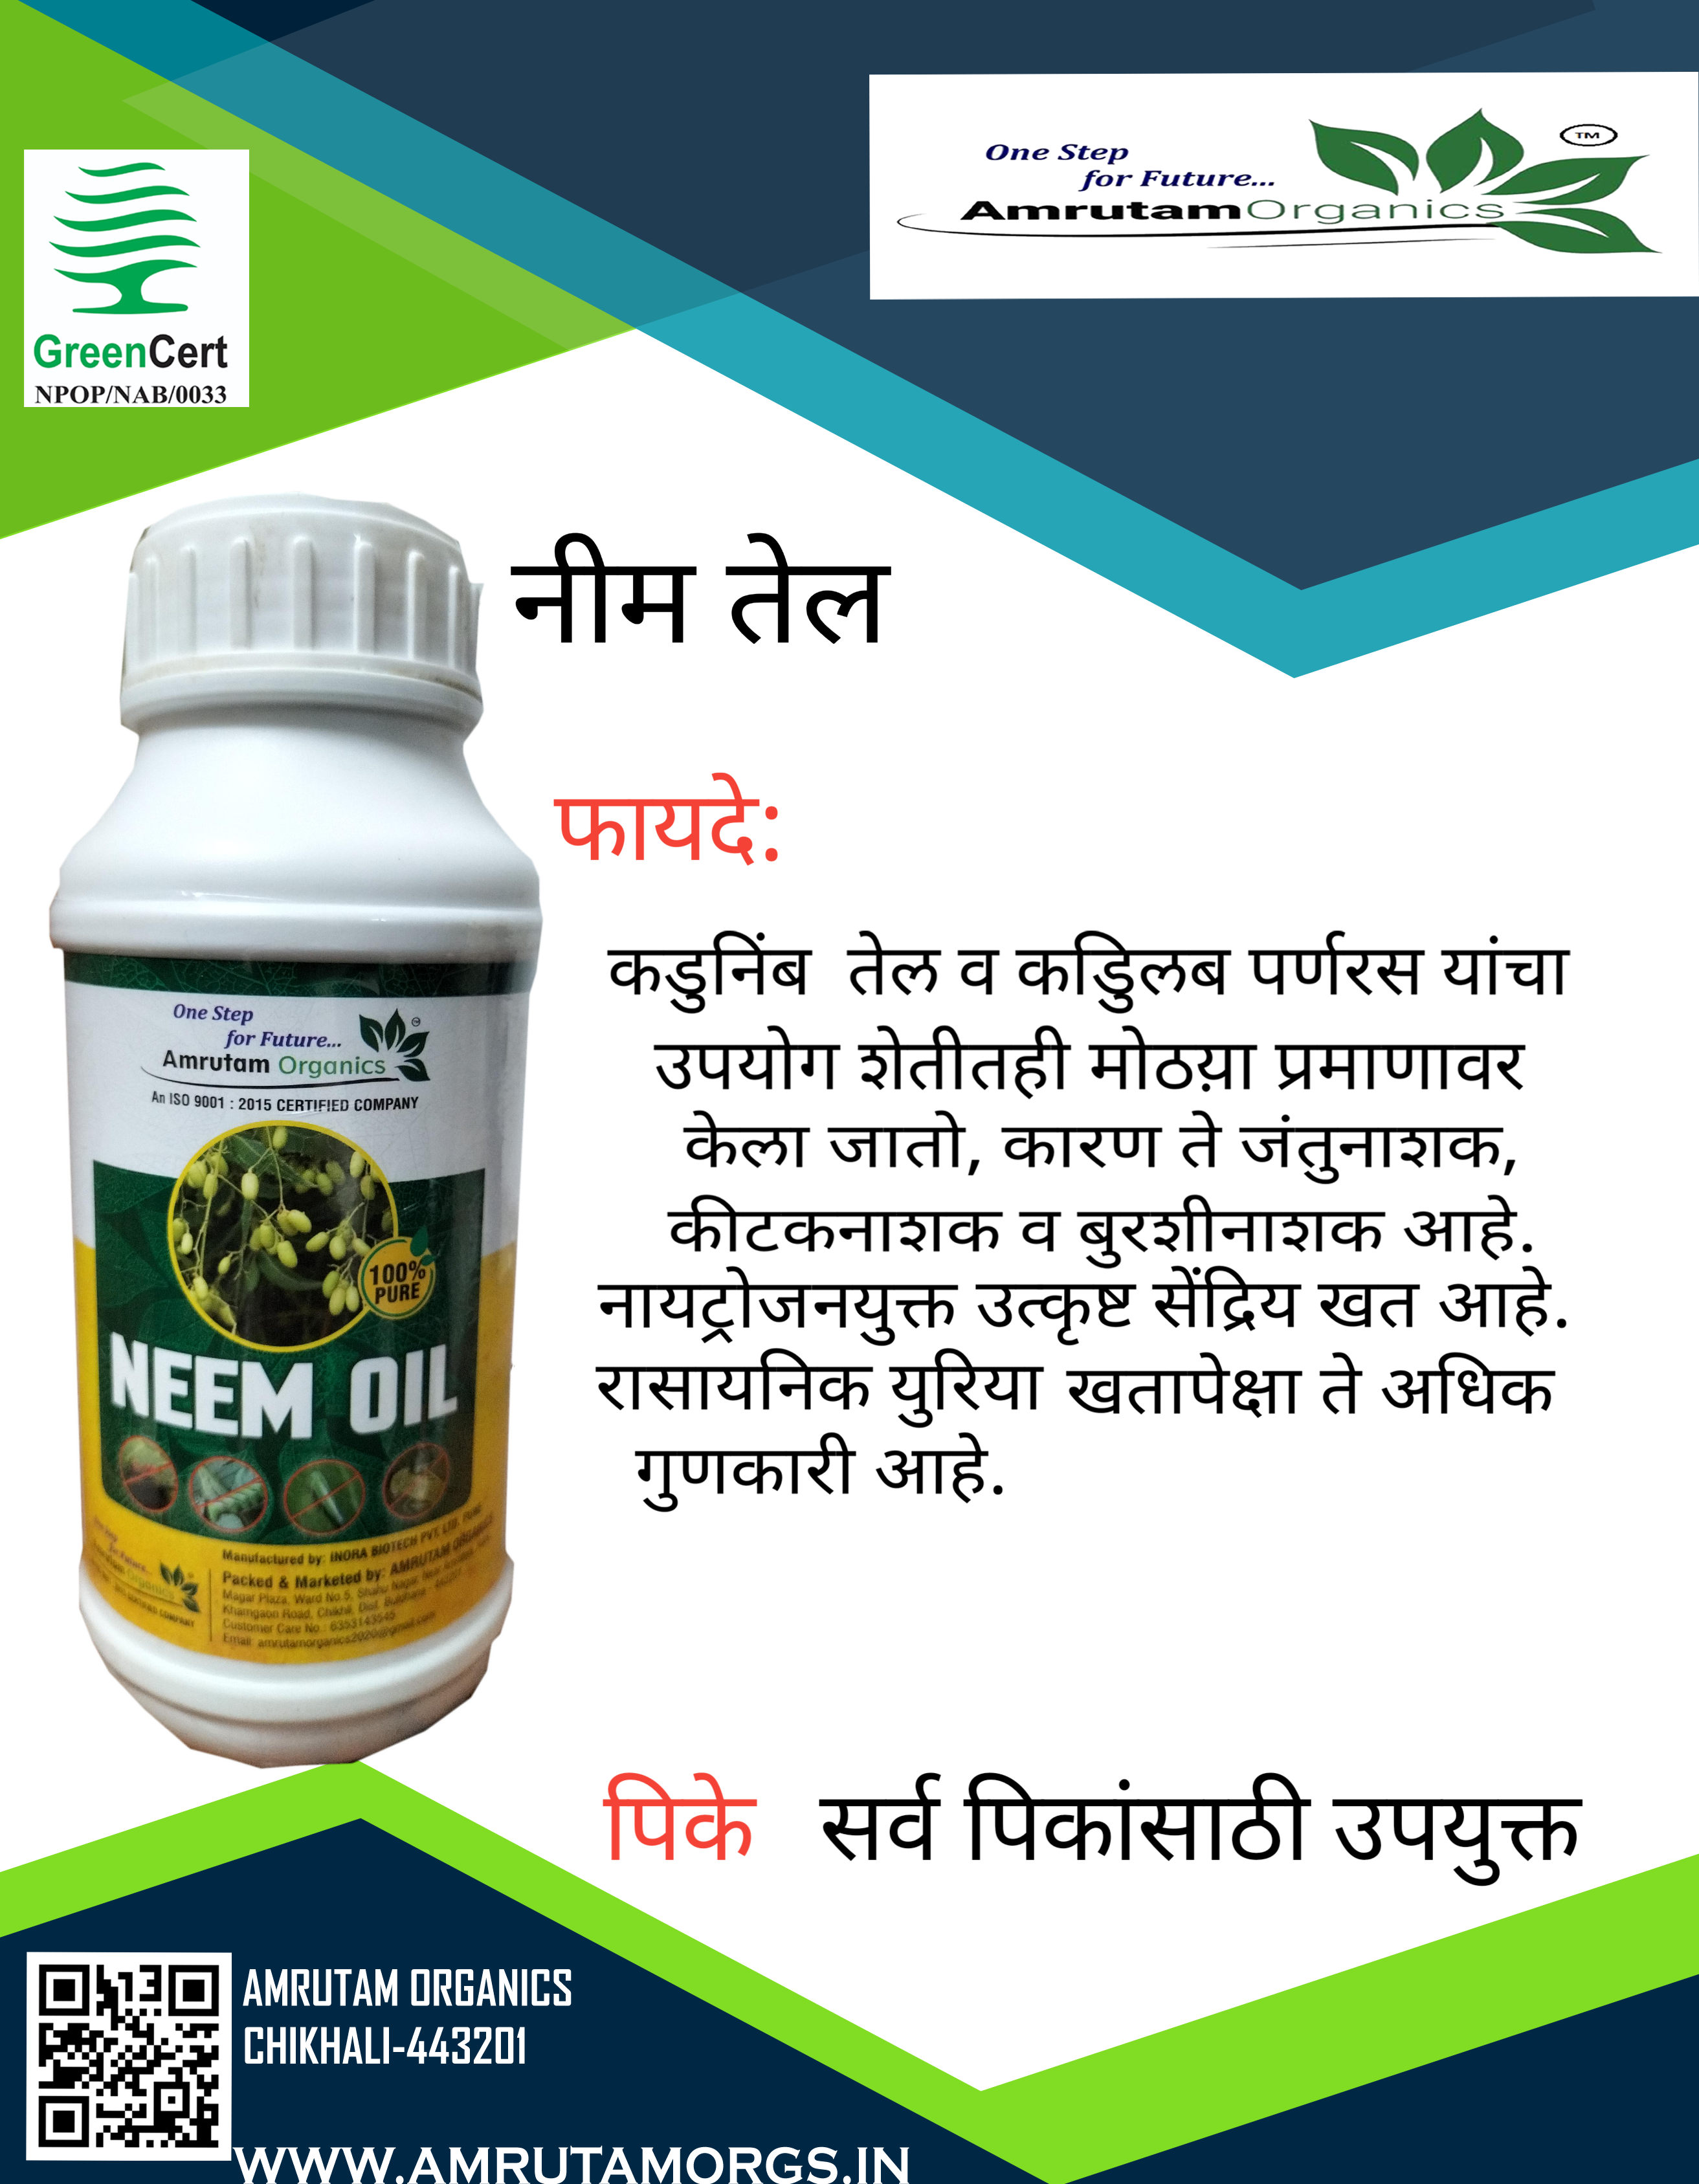 One Step
for Future...
AmrutamOrganics
TM
GreenCert
NPOP/NAB/0033
नीम तेल
फायदे:
कडुनिंब तेल व कडुिलब पर्णरस यांचा
उपयोग शेतीतही मोठय़ा प्रमाणावर
केला जातो, कारण ते जंतुनाशक,
कीटकनाशक व बुरशीनाशक आहे.
नायट्रोजनयुक्त उत्कृष्ट सेंद्रिय खत आहे.
रासायनिक युरिया खतापेक्षा ते अधिक
गुणकारी आहे.
One Step
for Future...
Amrutam Organics
An ISO 9001 : 2015 CERTIFIED COMPANY
100%
PURE
NEEM OIL
Manufactured by: INORA BIOTECH PVT. LTD. PUNE
Packed & Marketed by: AMRUTAM ORGANICS
Magar Plaza, Ward No.5, Shahu Nagar, Near
Khamgaon Road, Chikhli, Dist. Buldhana
Customer Care No.: 6353143545
Email: amrutamorganics2020@gmail.com
पिके सर्व पिकांसाठी उपयुक्त
AMRUTAM ORGANICS
CHIKHALI-443201
WWW.AMRUTAMORGS.IN